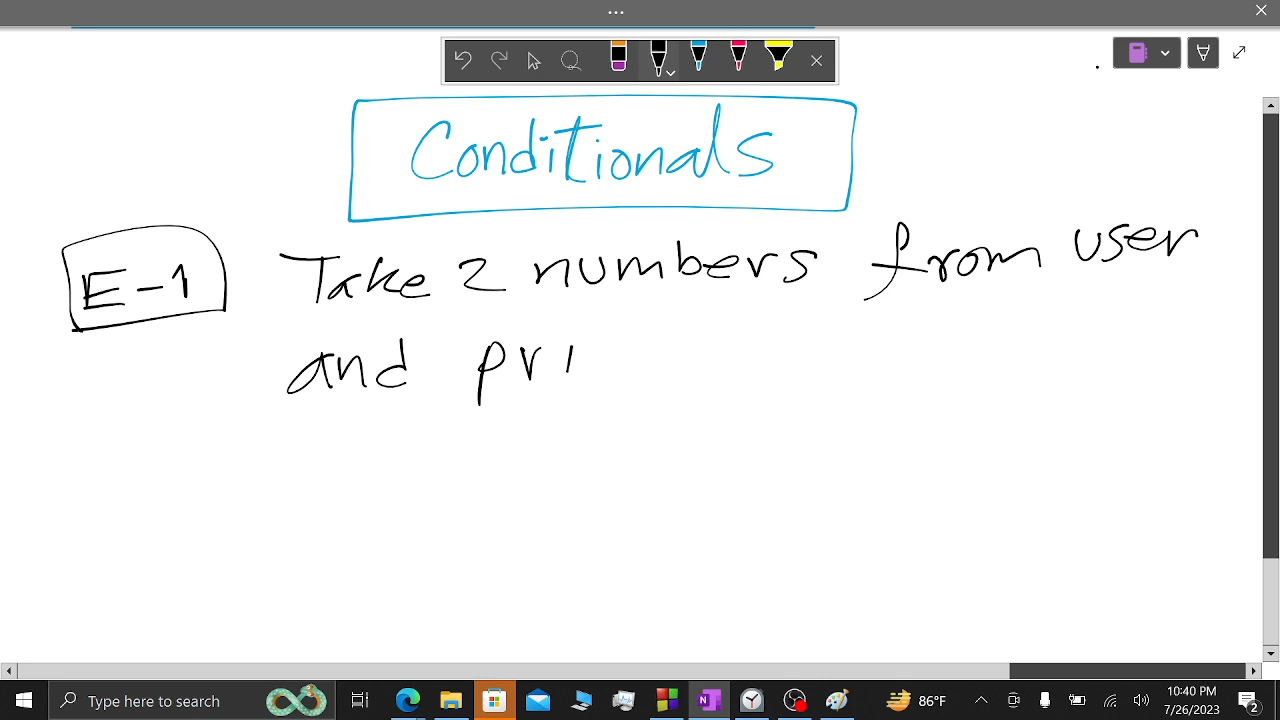 Conditionals
E-1 Take 2 numbers from user
and pri
Type here to search
86°F
10:40 PM
7/26/2023
2